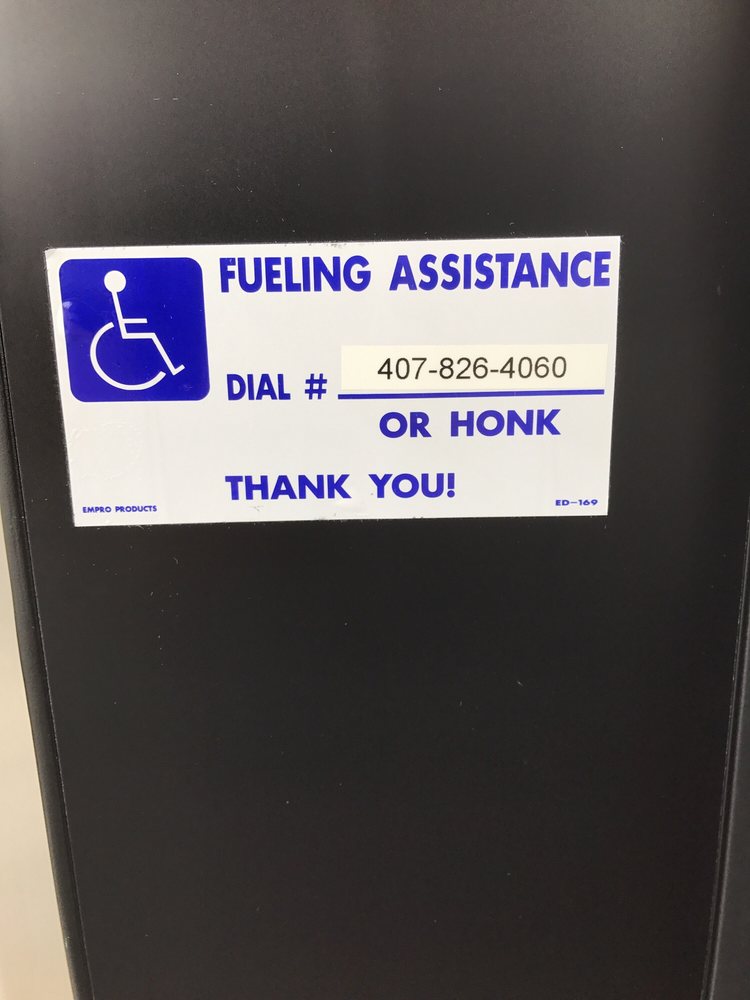 FUELING ASSISTANCE
DIAL # 407-826-4060
OR HONK
THANK YOU!
EMPRO PRODUCTS
ED-169